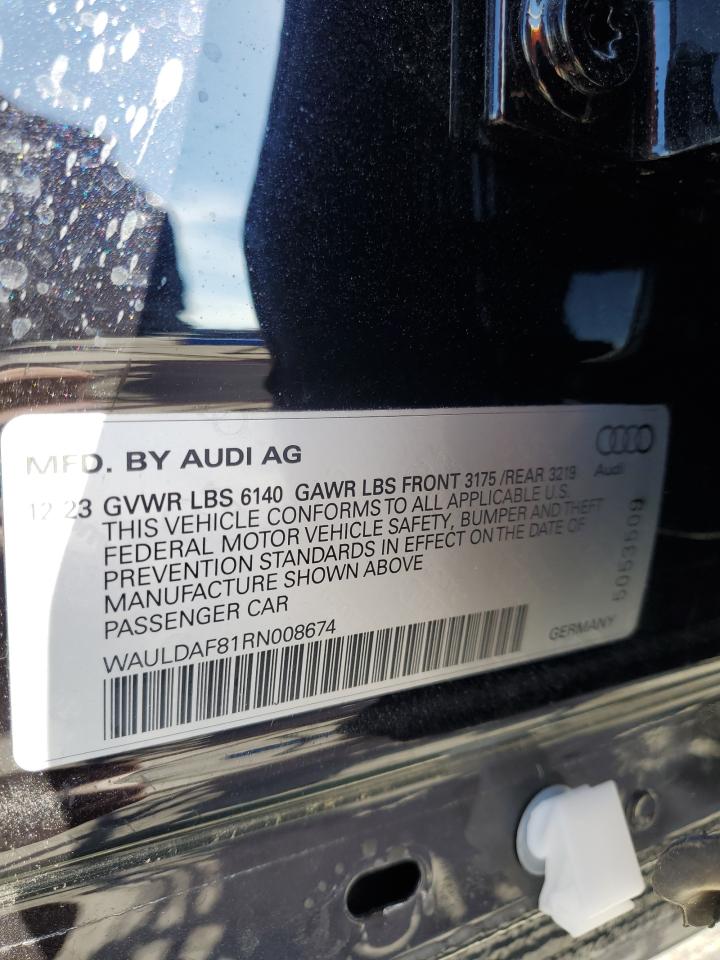 MFD. BY AUDI AG
12 23 GVWR LBS 6140 GAWR LBS FRONT 3175 /REAR 3219
THIS VEHICLE CONFORMS TO ALL APPLICABLE U.S.
FEDERAL MOTOR VEHICLE SAFETY, BUMPER AND THEFT
PREVENTION STANDARDS IN EFFECT ON THE DATE OF
MANUFACTURE SHOWN ABOVE
PASSENGER CAR
WAULDAF81RN008674
GERMANY
Audi
5053509